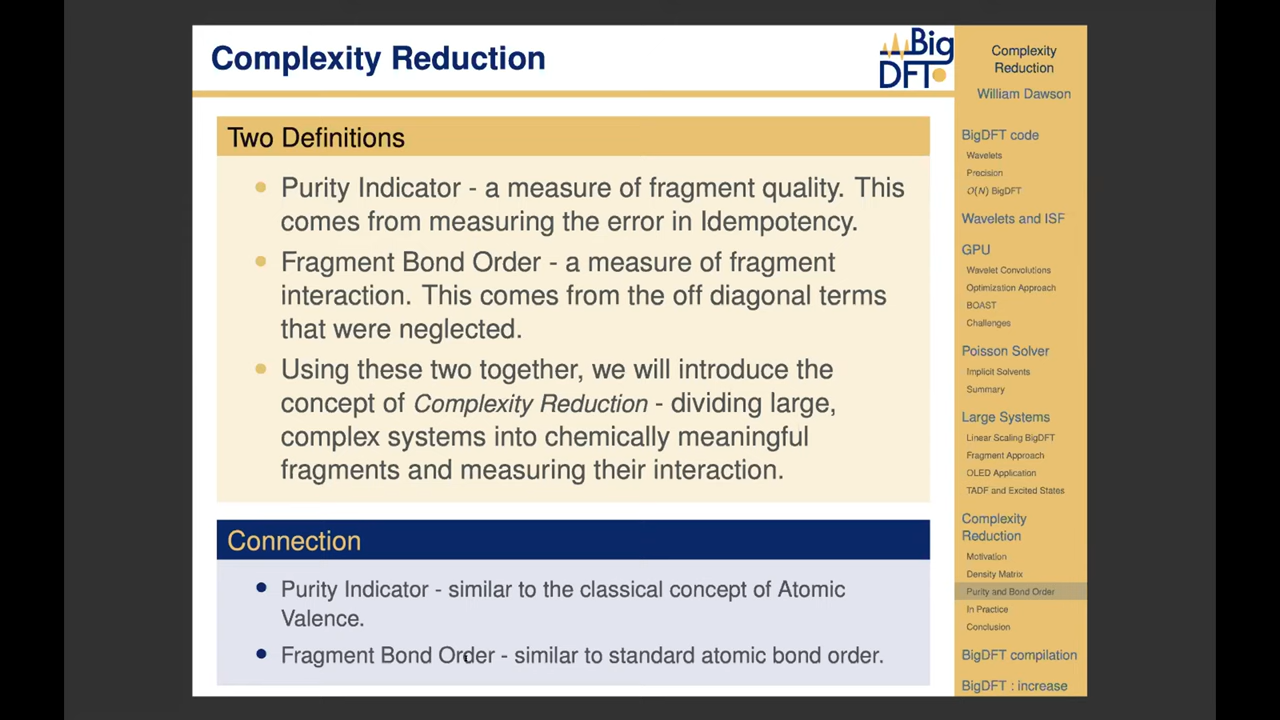 Complexity Reduction
Big
DFT
Two Definitions
Purity Indicator - a measure of fragment quality. This
comes from measuring the error in Idempotency.
Fragment Bond Order - a measure of fragment
interaction. This comes from the off diagonal terms
that were neglected.
Using these two together, we will introduce the
concept of Complexity Reduction - dividing large,
complex systems into chemically meaningful
fragments and measuring their interaction.
Connection
Purity Indicator - similar to the classical concept of Atomic
Valence.
Fragment Bond Order - similar to standard atomic bond order.
Complexity
Reduction
William Dawson
BigDFT code
Wavelets
Precision
O(N) BigDFT
Wavelets and ISF
GPU
Wavelet Convolutions
Optimization Approach
BOAST
Challenges
Poisson Solver
Implicit Solvents
Summary
Large Systems
Linear Scaling BigDFT
Fragment Approach
OLED Application
TADF and Excited States
Complexity
Reduction
Motivation
Density Matrix
Purity and Bond Order
In Practice
Conclusion
BigDFT compilation
BigDFT : increase